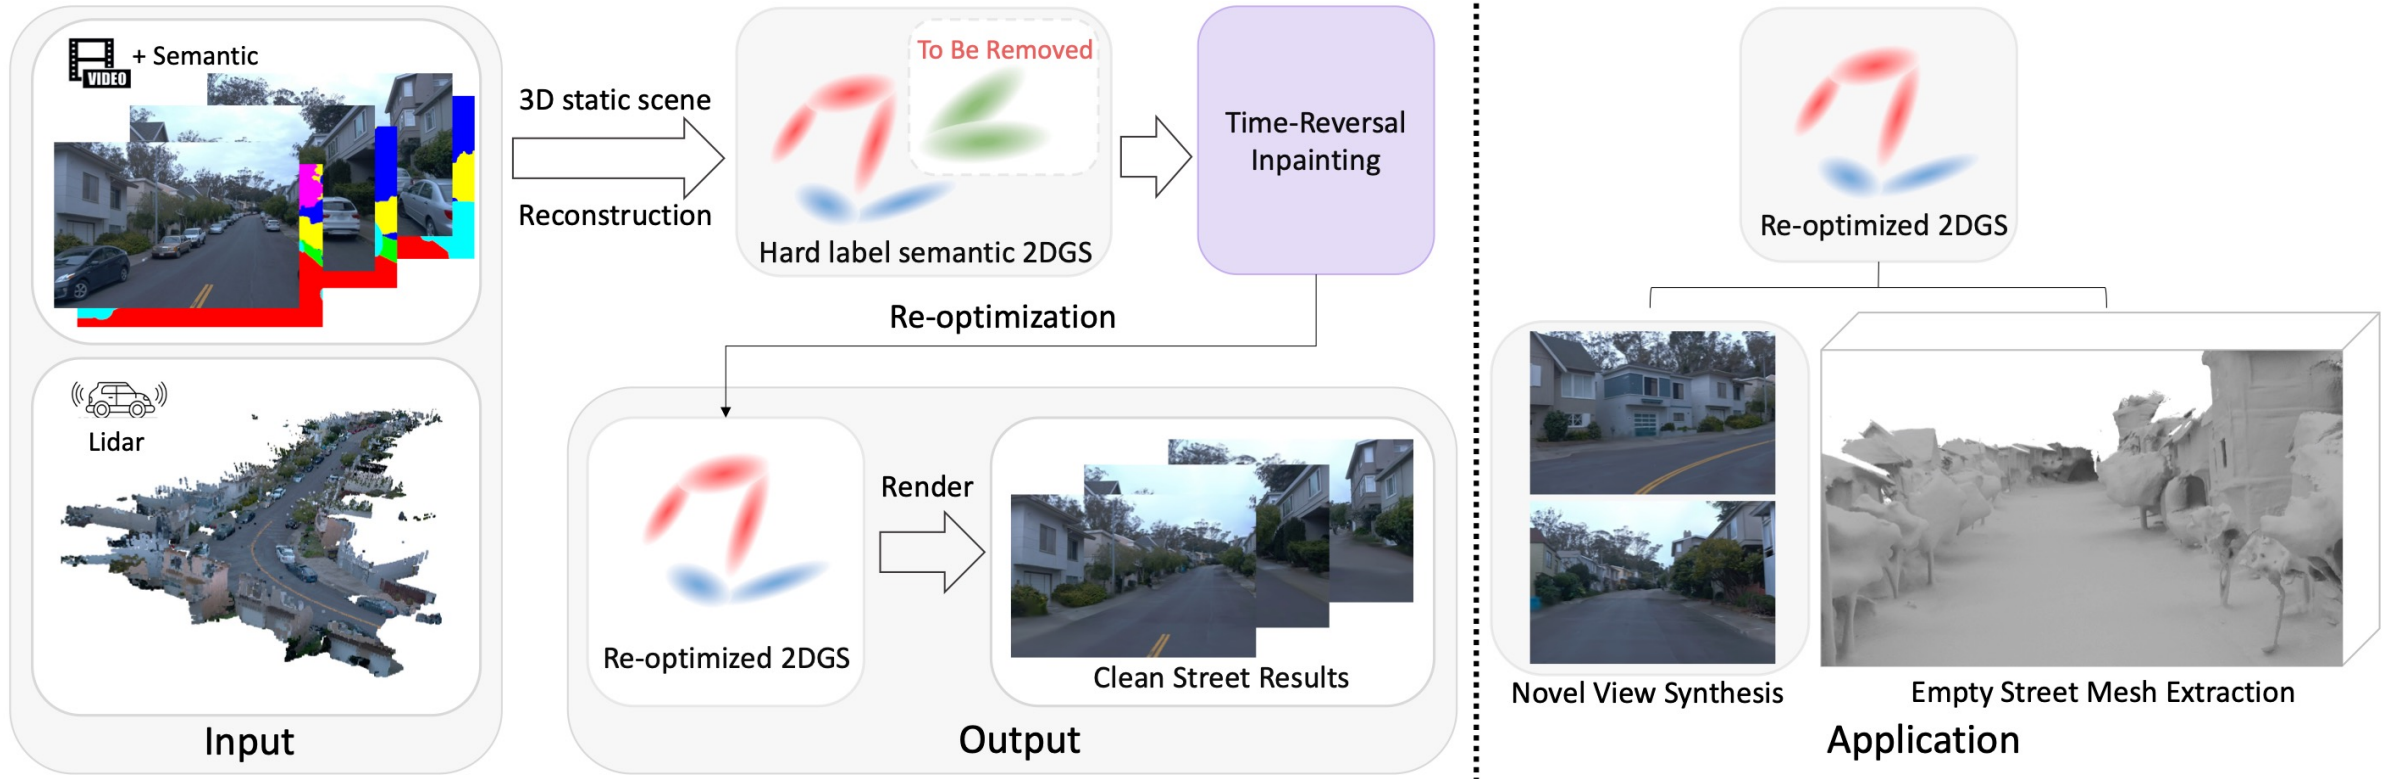 VIDEO
+ Semantic
Lidar
Input
3D static scene
Reconstruction
To Be Removed
Hard label semantic 2DGS
Time-Reversal
Inpainting
Re-optimization
Re-optimized 2DGS
Render
Clean Street Results
Output
Re-optimized 2DGS
Novel View Synthesis
Empty Street Mesh Extraction
Application